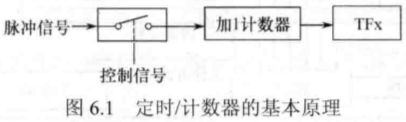 脉冲信号
加1计数器
TFx
控制信号
图 6.1 定时/计数器的基本原理